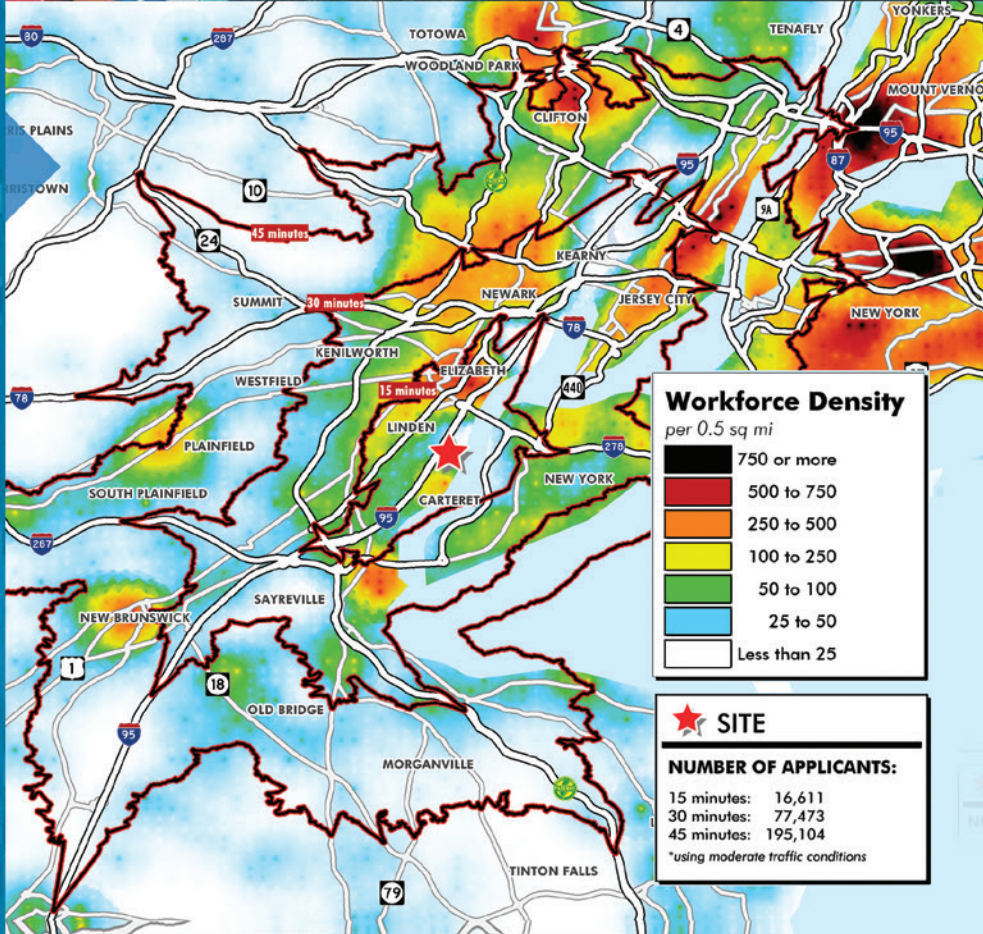 80
287
TOTOWA
4
TENAFLY
YONKERS
WOODLAND PARK
MOUNT VERNO
CLIFTON
95
RIS PLAINS
95
87
RRISTOWN
10
9A
45 minutes
24
KEARNY
SUMMIT
30 minutes
NEWARK
JERSEY CITY
NEW YORK
78
KENILWORTH
ELIZABETH
WESTFIELD
15 minutes
440
78
LINDEN
PLAINFIELD
278
NEW YORK
SOUTH PLAINFIELD
CARTERET
95
287
SAYREVILLE
NEW BRUNSWICK
1
18
OLD BRIDGE
95
MORGANVILLE
TINTON FALLS
79
Workforce Density
per 0.5 sq mi
750 or more
500 to 750
250 to 500
100 to 250
50 to 100
25 to 50
Less than 25
SITE
NUMBER OF APPLICANTS:
15 minutes: 16,611
30 minutes: 77,473
45 minutes: 195,104
*using moderate traffic conditions